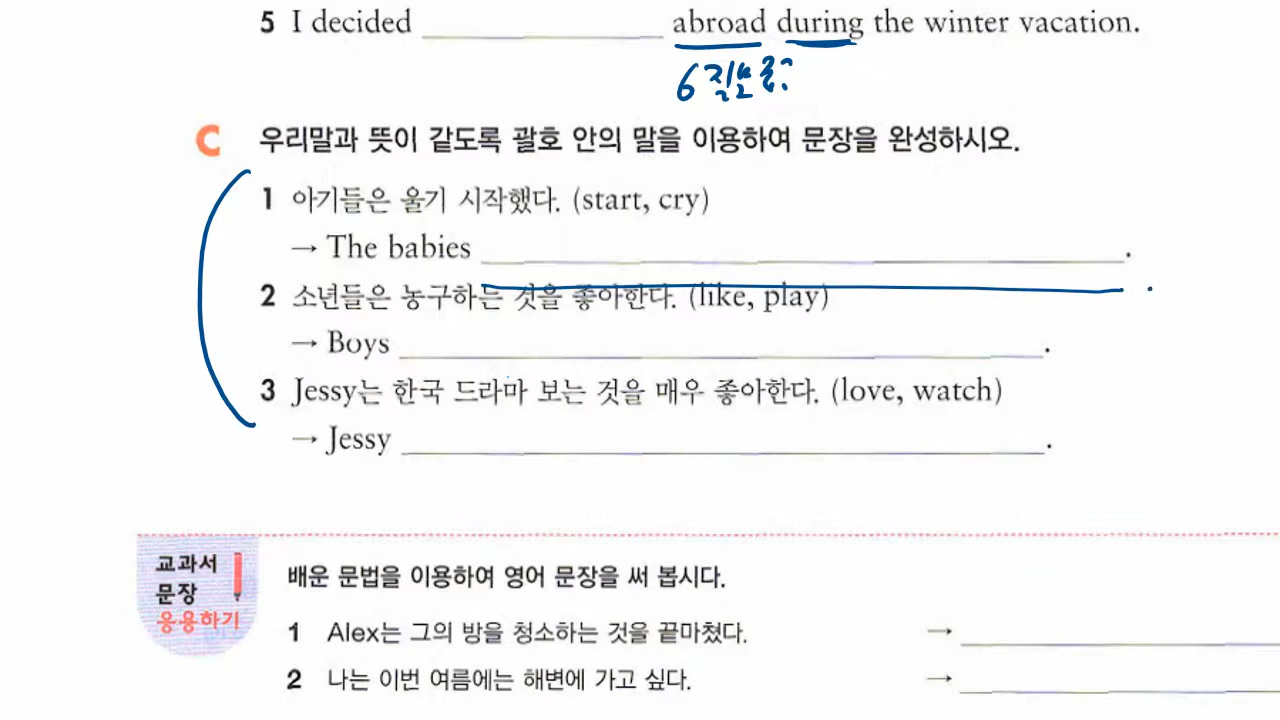 5 I decided ____________ abroad during the winter vacation.
6
C 우리말과 뜻이 같도록 괄호 안의 말을 이용하여 문장을 완성하시오.
1 아기들은 울기 시작했다. (start, cry)
→ The babies ____________.
2 소년들은 농구하는 것을 좋아한다. (like, play)
→ Boys ____________.
3 Jessy는 한국 드라마 보는 것을 매우 좋아한다. (love, watch)
→ Jessy ____________.
교과서
문장
응용하기
배운 문법을 이용하여 영어 문장을 써 봅시다.
1 Alex는 그의 방을 청소하는 것을 끝마쳤다. → ____________
2 나는 이번 여름에는 해변에 가고 싶다. → ____________